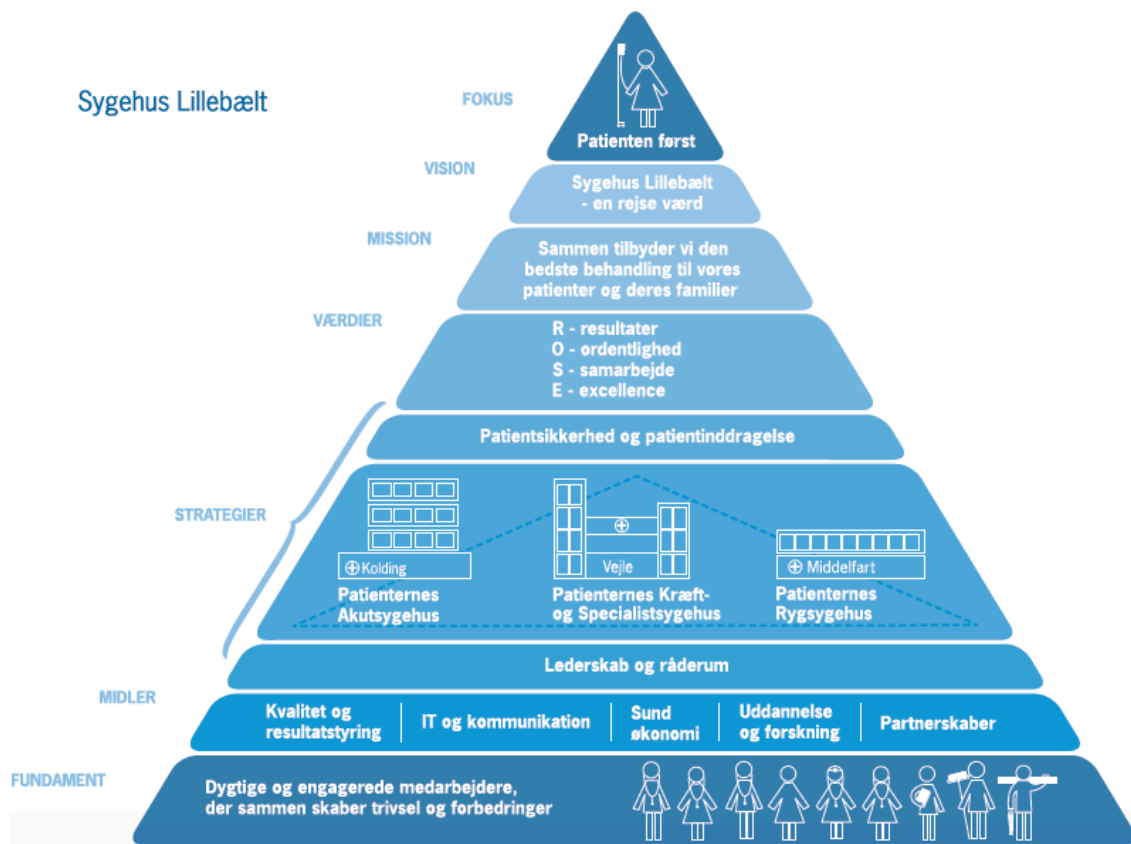 Sygehus Lillebælt
FOKUS
Patienten først
VISION
Sygehus Lillebælt
- en rejse værd
MISSION
Sammen tilbyder vi den
bedste behandling til vores
patienter og deres familier
VÆRDIER
R - resultater
O - ordentlighed
S - samarbejde
E - excellence
STRATEGIER
Patientsikkerhed og patientinddragelse
Kolding
Patienternes
Akutsygehus
Vejle
Patienternes Kræft-
og Specialistsygehus
Middelfart
Patienternes
Rygsygehus
Lederskab og råderum
MIDLER
Kvalitet og
resultatstyring
IT og kommunikation
Sund
økonomi
Uddannelse
og forskning
Partnerskaber
FUNDAMENT
Dygtige og engagerede medarbejdere,
der sammen skaber trivsel og forbedringer